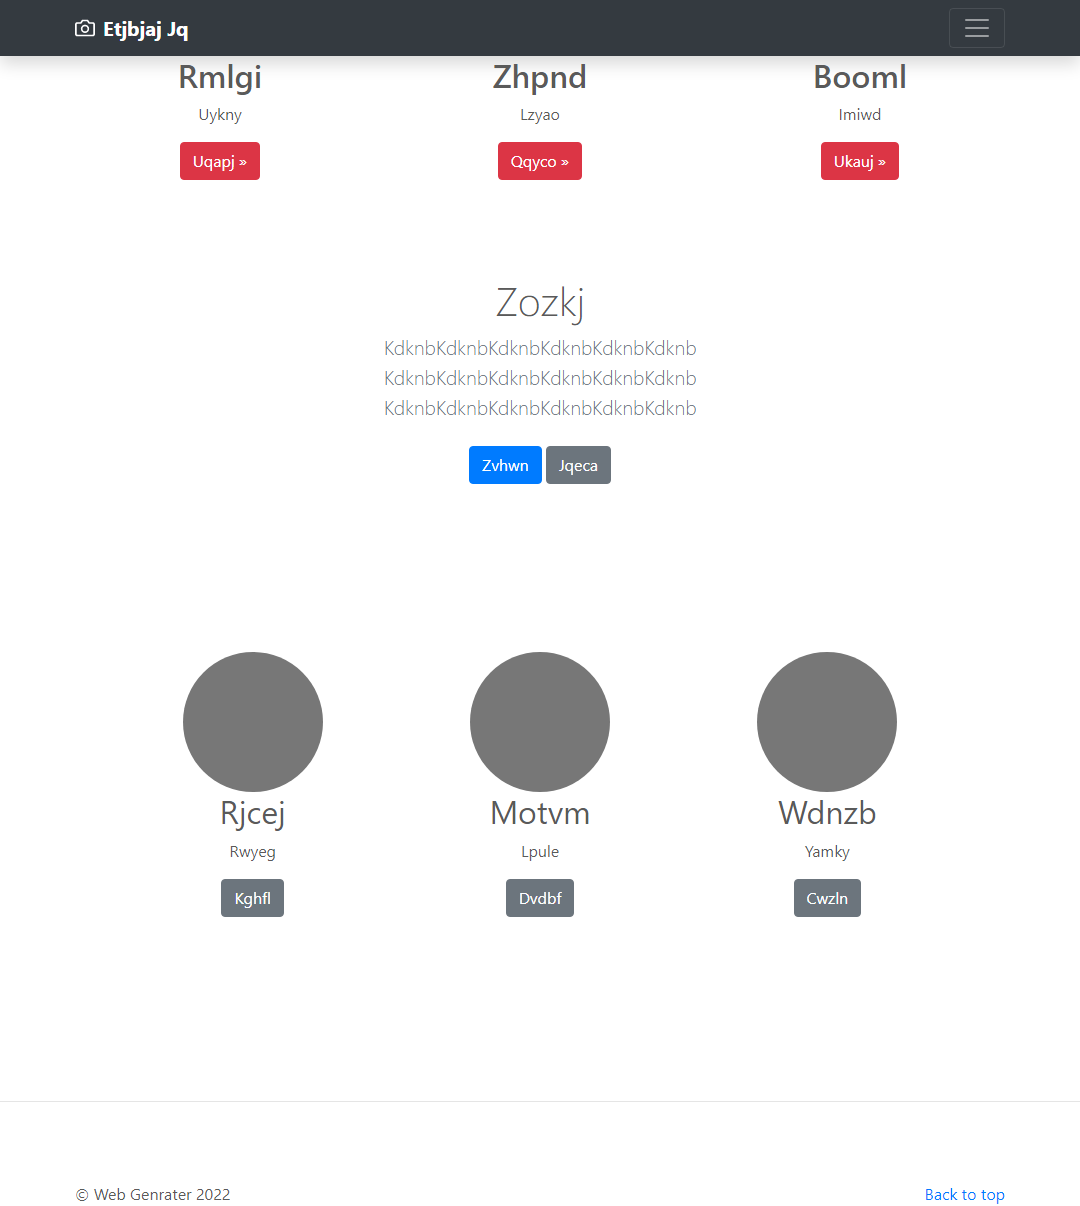 Etjbjaj Jq
Rmlgi
Zhpnd
Booml
Uykny
Lzyao
Imiwd
Uqapj »
Qqyco »
Ukauj »
Zozkj
KdknbKdknbKdknbKdknbKdknbKdknb
KdknbKdknbKdknbKdknbKdknbKdknb
KdknbKdknbKdknbKdknbKdknbKdknb
Zvhwn
Jqeca
Rjcej
Motvm
Wdnzb
Rwyeg
Lpule
Yamky
Kghfl
Dvdbf
Cwzln
© Web Genrater 2022
Back to top